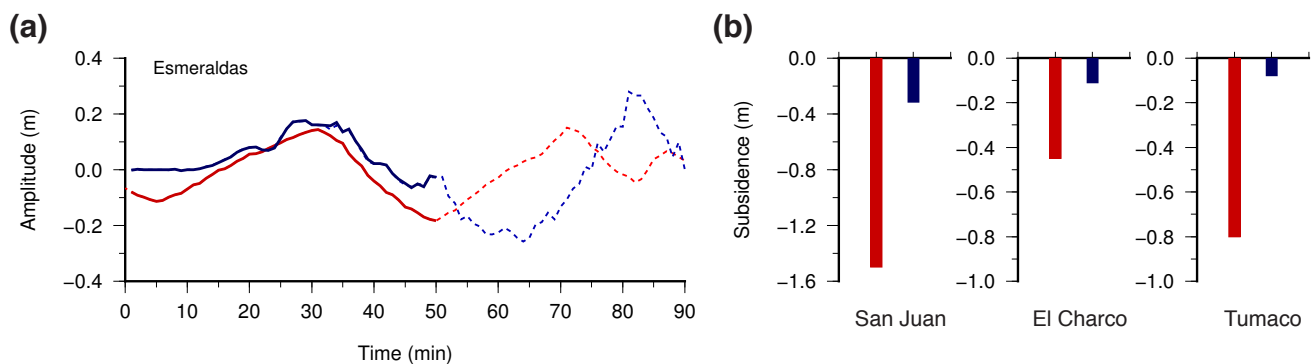 (a)
Esmeraldas
Amplitude (m)
0.4
0.2
0.0
−0.2
−0.4
0 10 20 30 40 50 60 70 80 90
Time (min)
(b)
Subsidence (m)
0.0
−0.4
−0.8
−1.2
−1.6
San Juan
0.0
−0.2
−0.4
−0.6
−0.8
−1.0
El Charco
0.0
−0.2
−0.4
−0.6
−0.8
−1.0
Tumaco